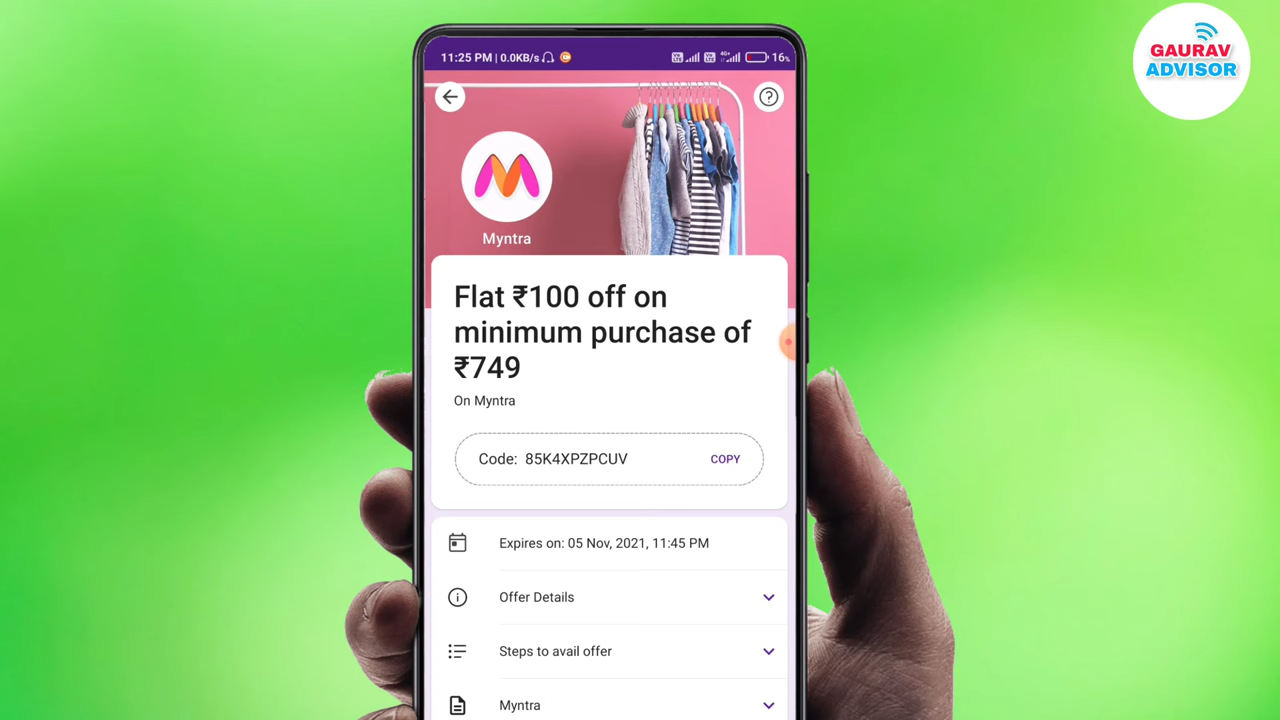 GAURAV
ADVISOR
11:25 PM | 0.0KB/s
4G+
16%
Myntra
Flat ₹100 off on
minimum purchase of
₹749
On Myntra
Code: 85K4XPZPCUV
COPY
Expires on: 05 Nov, 2021, 11:45 PM
Offer Details
Steps to avail offer
Myntra